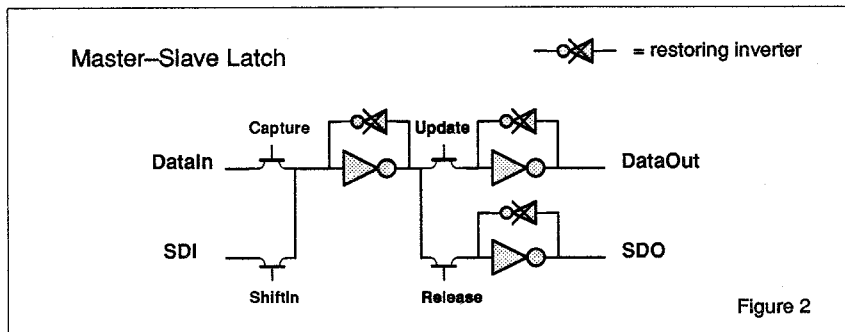 Master–Slave Latch
= restoring inverter
Capture
Update
DataIn
DataOut
SDI
SDO
ShiftIn
Release
Figure 2